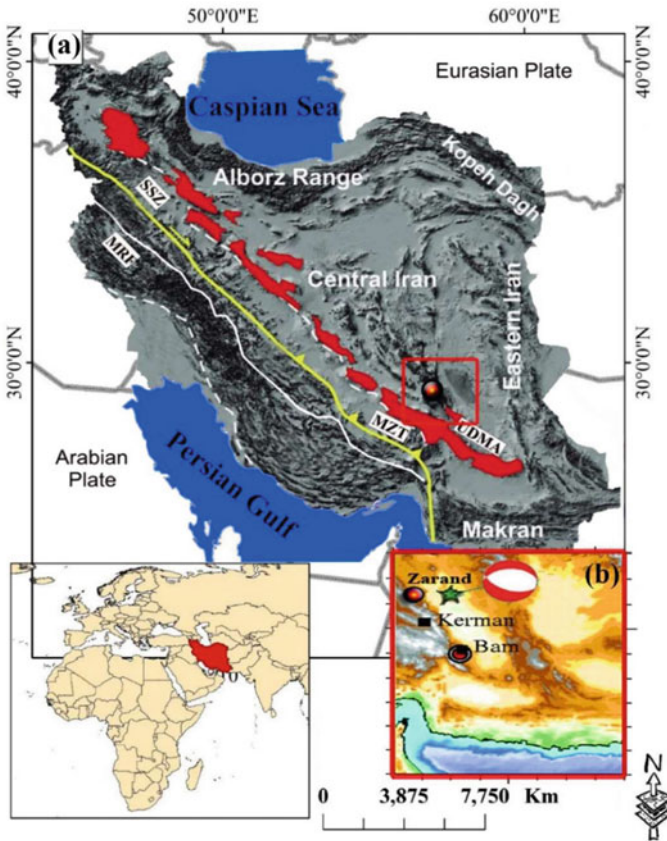 50°0'0"E
60°0'0"E
40°0'0"N
40°0'0"N
(a)
Eurasian Plate
Caspian Sea
Kopeh Dagh
Alborz Range
SSZ
MRF
Central Iran
Eastern Iran
30°0'0"N
30°0'0"N
MZT
UDMA
Arabian
Plate
Persian Gulf
Makran
(b)
Zarand
Kerman
Bam
N
0 3,875 7,750 Km